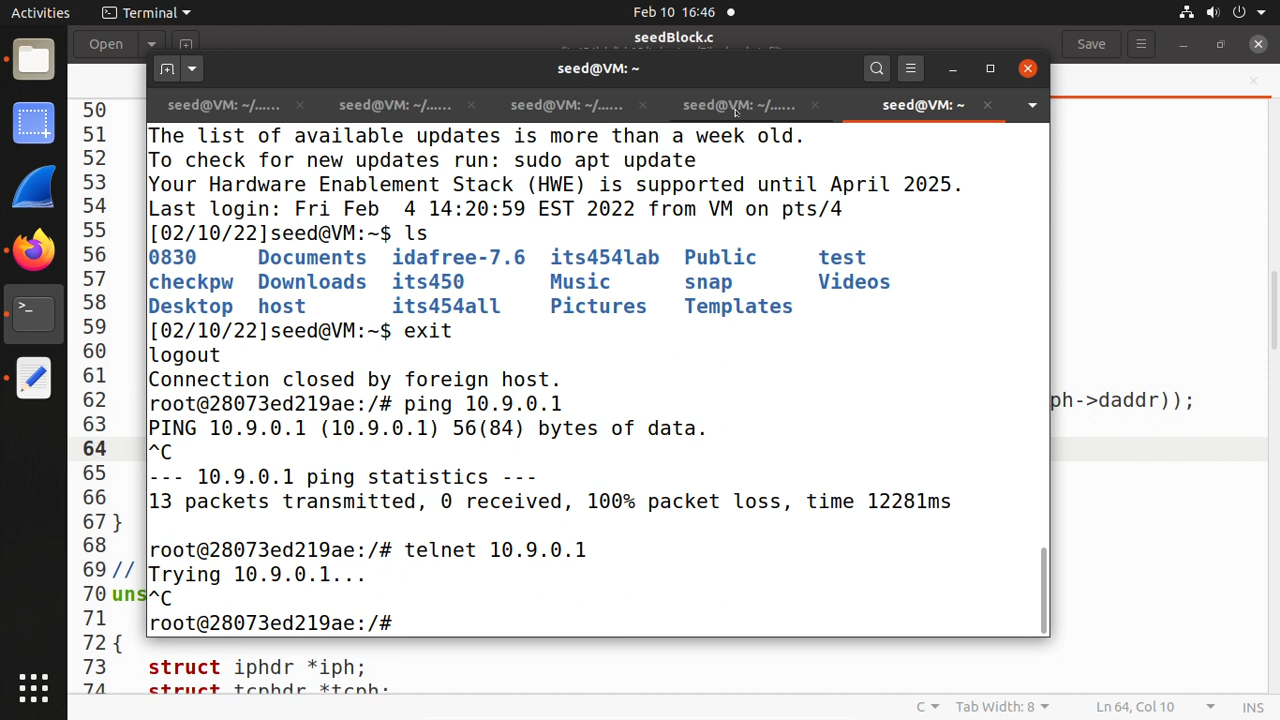 Activities
Terminal
Feb 10 16:46
Open
seedBlock.c
Save
seed@VM: ~
seed@VM: ~/......
seed@VM: ~/......
seed@VM: ~/......
seed@VM: ~/......
seed@VM: ~
The list of available updates is more than a week old.
To check for new updates run: sudo apt update
Your Hardware Enablement Stack (HWE) is supported until April 2025.
Last login: Fri Feb  4 14:20:59 EST 2022 from VM on pts/4
[02/10/22]seed@VM:~$ ls
0830     Documents  idafree-7.6  its454lab  Public     test
checkpw  Downloads  its450       Music      snap       Videos
Desktop  host       its454all    Pictures   Templates
[02/10/22]seed@VM:~$ exit
logout
Connection closed by foreign host.
root@28073ed219ae:/# ping 10.9.0.1
PING 10.9.0.1 (10.9.0.1) 56(84) bytes of data.
^C
--- 10.9.0.1 ping statistics ---
13 packets transmitted, 0 received, 100% packet loss, time 12281ms
root@28073ed219ae:/# telnet 10.9.0.1
Trying 10.9.0.1...
^C
root@28073ed219ae:/#
50
51
52
53
54
55
56
57
58
59
60
61
62 ph->daddr));
63
64
65
66
67 }
68
69 //
70 uns
71
72 {
73 struct iphdr *iph;
74 struct tcphdr *tcph;
C
Tab Width: 8
Ln 64, Col 10
INS